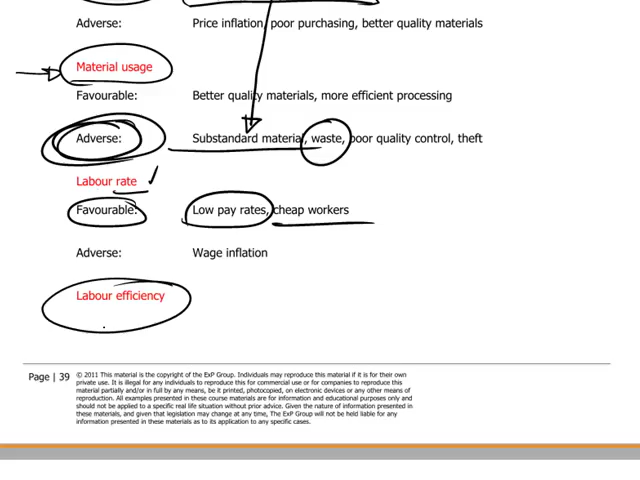 Adverse: Price inflation, poor purchasing, better quality materials
Material usage
Favourable: Better quality materials, more efficient processing
Adverse: Substandard material, waste, poor quality control, theft
Labour rate
Favourable: Low pay rates, cheap workers
Adverse: Wage inflation
Labour efficiency
Page | 39
© 2011 This material is the copyright of the ExP Group. Individuals may reproduce this material if it is for their own
private use. It is illegal for any individuals to reproduce this for commercial use or for companies to reproduce this
material partially and/or in full by any means, be it printed, photocopied, on electronic devices or any other means of
reproduction. All examples presented in these course materials are for information and educational purposes only and
should not be applied to a specific real life situation without prior advice. Given the nature of information presented in
these materials, and given that legislation may change at any time, The ExP Group will not be held liable for any
information presented in these materials as to its application to any specific cases.